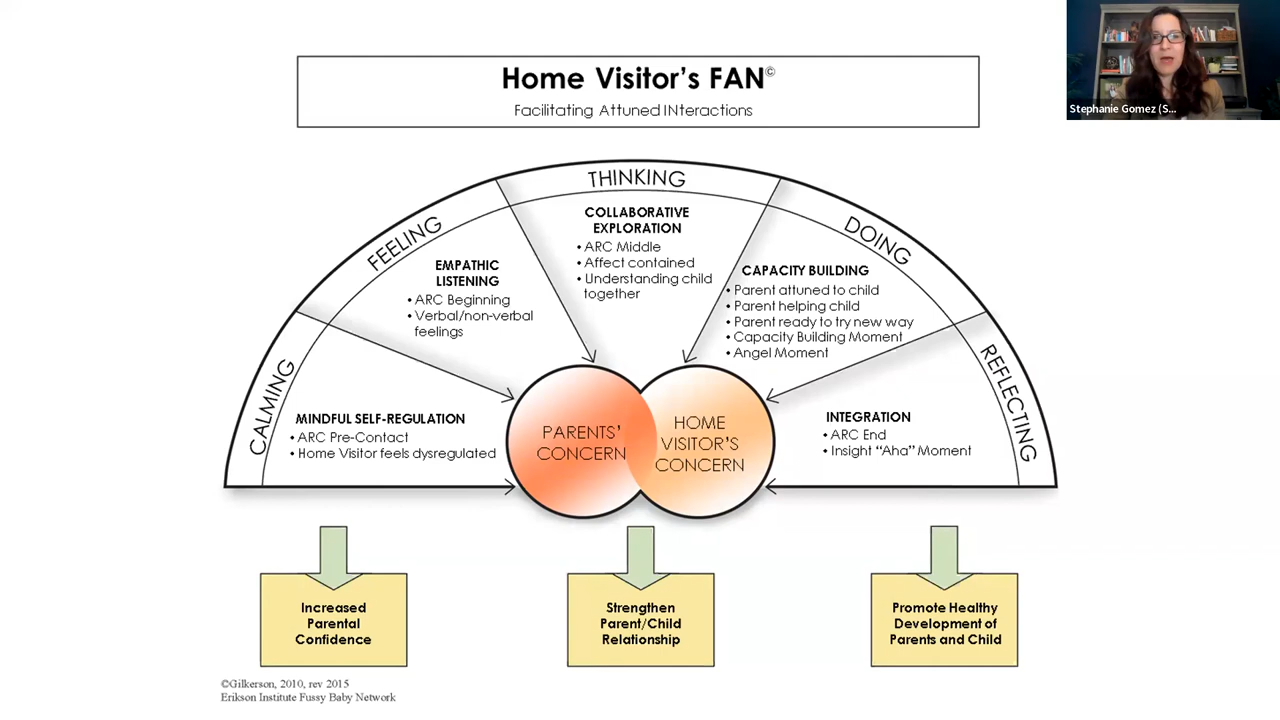 Home Visitor's FAN©
Facilitating Attuned INteractions
Stephanie Gomez (S...
THINKING
FEELING
DOING
CALMING
REFLECTING
COLLABORATIVE
EXPLORATION
• ARC Middle
• Affect contained
• Understanding child
together
EMPATHIC
LISTENING
• ARC Beginning
• Verbal/non-verbal
feelings
CAPACITY BUILDING
• Parent attuned to child
• Parent helping child
• Parent ready to try new way
• Capacity Building Moment
• Angel Moment
MINDFUL SELF-REGULATION
• ARC Pre-Contact
• Home Visitor feels dysregulated
PARENTS'
CONCERN
HOME
VISITOR'S
CONCERN
INTEGRATION
• ARC End
• Insight “Aha” Moment
Increased
Parental
Confidence
Strengthen
Parent/Child
Relationship
Promote Healthy
Development of
Parents and Child
©Gilkerson, 2010, rev 2015
Erikson Institute Fussy Baby Network